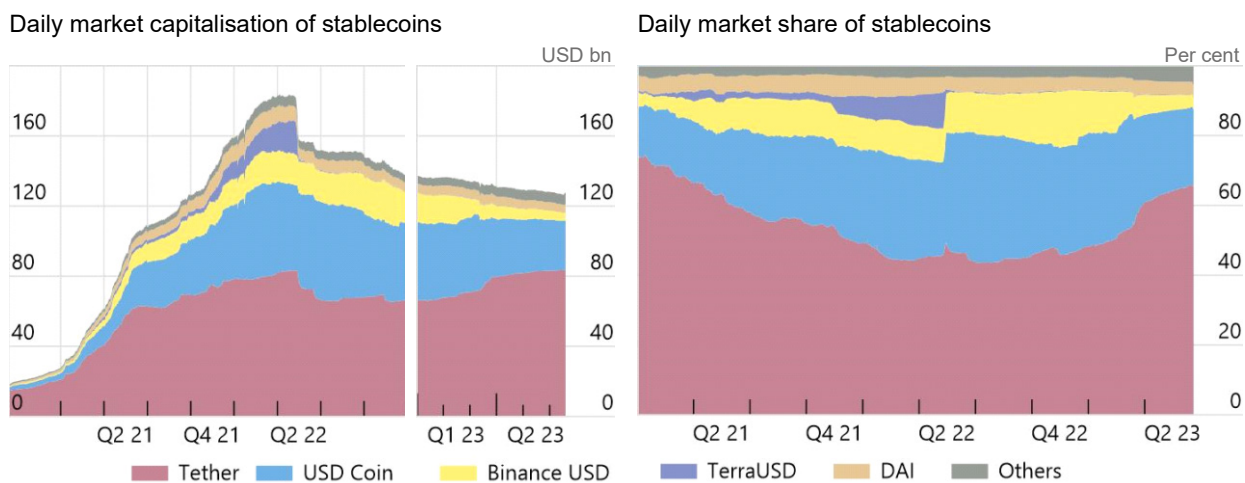 Daily market capitalisation of stablecoins
USD bn
160
120
80
40
0
160
120
80
40
0
Q2 21
Q4 21
Q2 22
Q1 23
Q2 23
Daily market share of stablecoins
Per cent
80
60
40
20
0
Q2 21
Q4 21
Q2 22
Q4 22
Q2 23
Tether
USD Coin
Binance USD
TerraUSD
DAI
Others